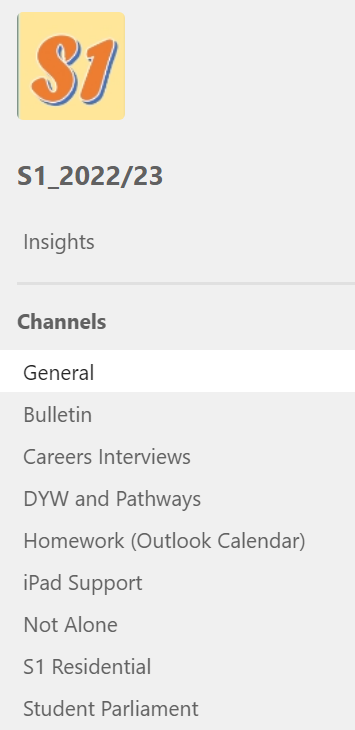 S1
S1_2022/23
Insights
Channels
General
Bulletin
Careers Interviews
DYW and Pathways
Homework (Outlook Calendar)
iPad Support
Not Alone
S1 Residential
Student Parliament